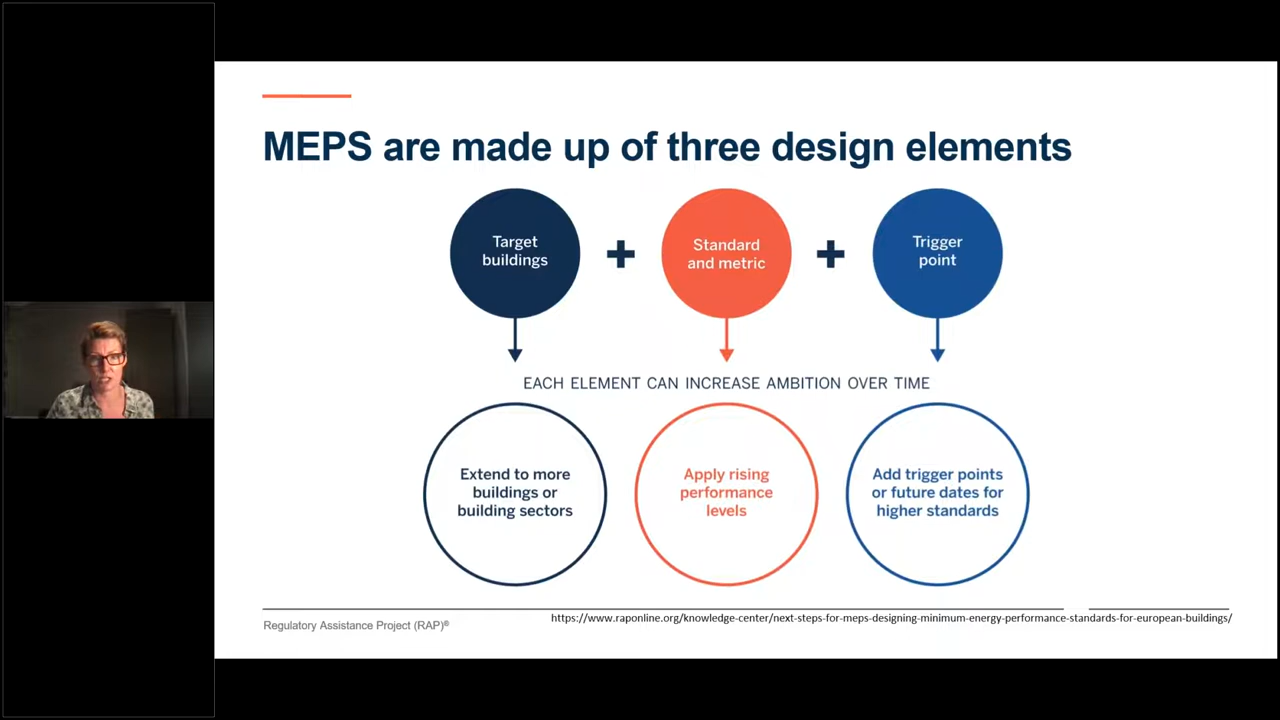 MEPS are made up of three design elements
Target
buildings
+
Standard
and metric
+
Trigger
point
EACH ELEMENT CAN INCREASE AMBITION OVER TIME
Extend to more
buildings or
building sectors
Apply rising
performance
levels
Add trigger points
or future dates for
higher standards
Regulatory Assistance Project (RAP)®
https://www.raponline.org/knowledge-center/next-steps-for-meps-designing-minimum-energy-performance-standards-for-european-buildings/